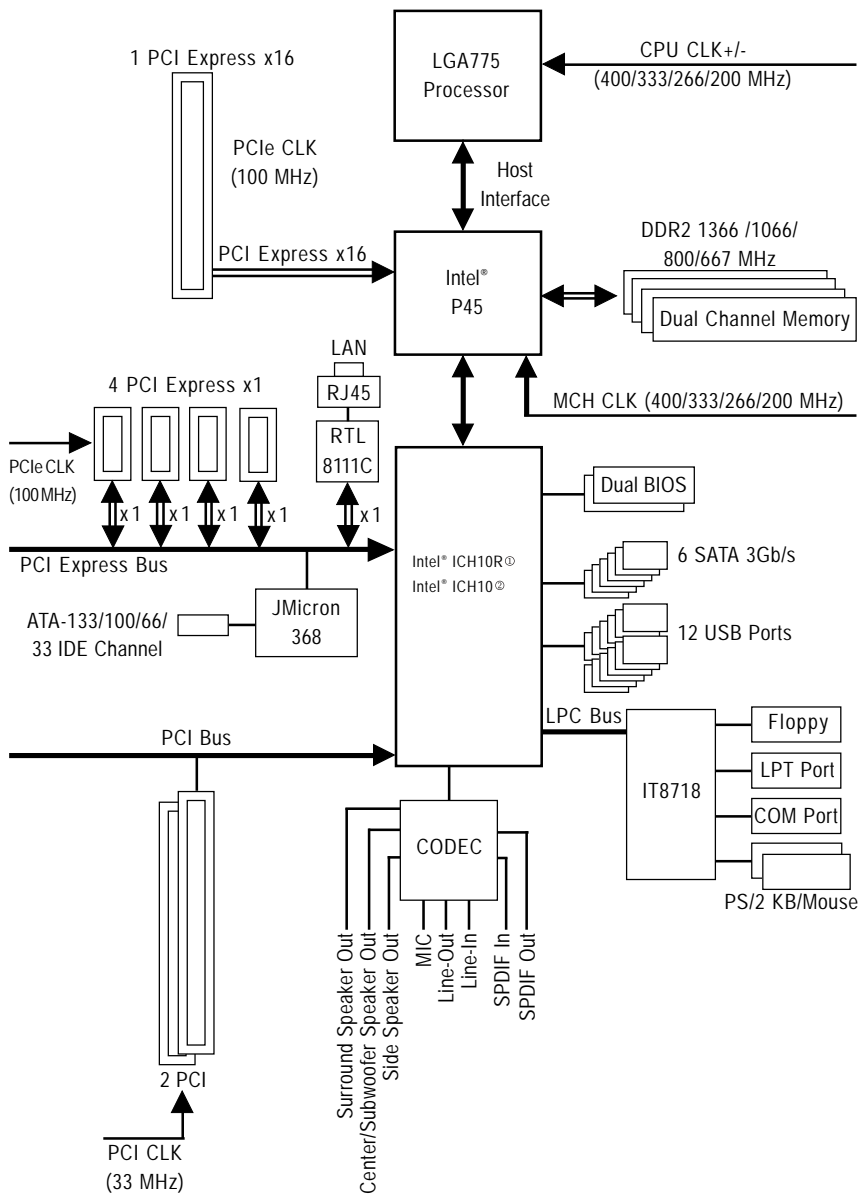 1 PCI Express x16
LGA775
Processor
CPU CLK+/-
(400/333/266/200 MHz)
PCIe CLK
(100 MHz)
Host
Interface
PCI Express x16
Intel®
P45
DDR2 1366 /1066/
800/667 MHz
Dual Channel Memory
LAN
RJ45
4 PCI Express x1
RTL
8111C
MCH CLK (400/333/266/200 MHz)
PCIe CLK
(100 MHz)
x1
x1
x1
x1
x1
PCI Express Bus
Intel® ICH10R①
Intel® ICH10②
Dual BIOS
6 SATA 3Gb/s
12 USB Ports
ATA-133/100/66/
33 IDE Channel
JMicron
368
LPC Bus
PCI Bus
IT8718
Floppy
LPT Port
COM Port
PS/2 KB/Mouse
CODEC
Surround Speaker Out
Center/Subwoofer Speaker Out
Side Speaker Out
MIC
Line-Out
Line-In
SPDIF In
SPDIF Out
2 PCI
PCI CLK
(33 MHz)